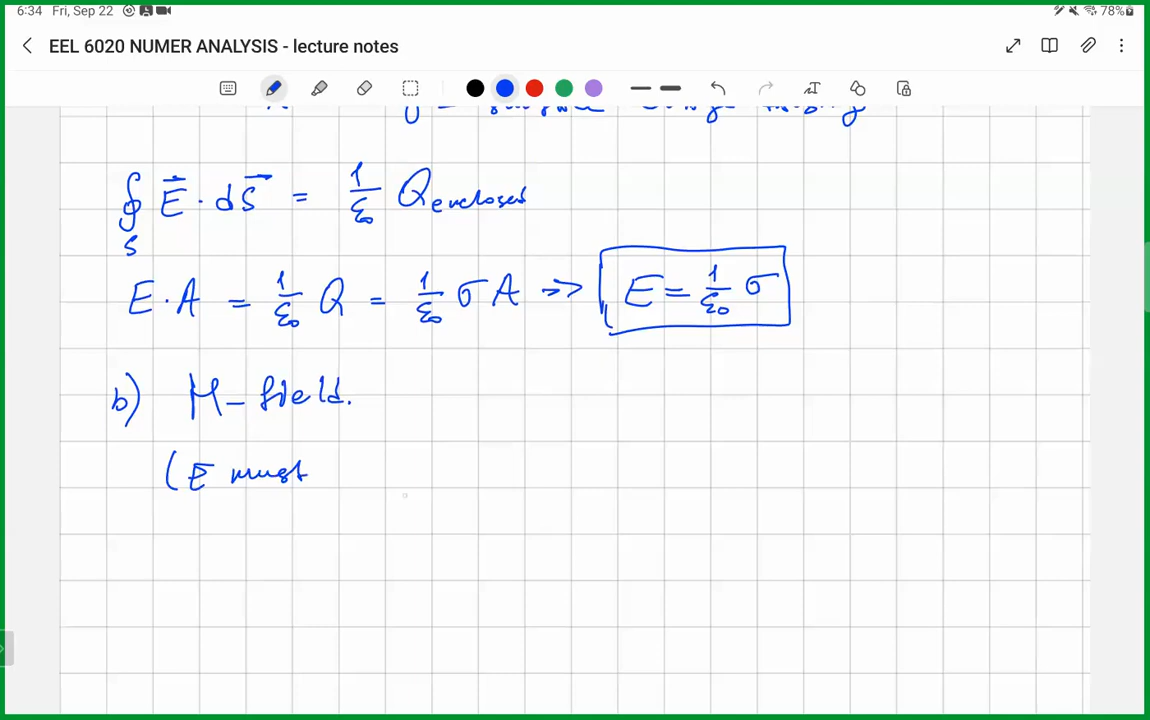 6:34 Fri, Sep 22
78%
EEL 6020 NUMER ANALYSIS - lecture notes
∮ E⃗ · dS⃗ = 1/ε₀ Q enclosed
S
E · A = 1/ε₀ Q = 1/ε₀ σ A => E = 1/ε₀ σ
b) H - field.
(E must